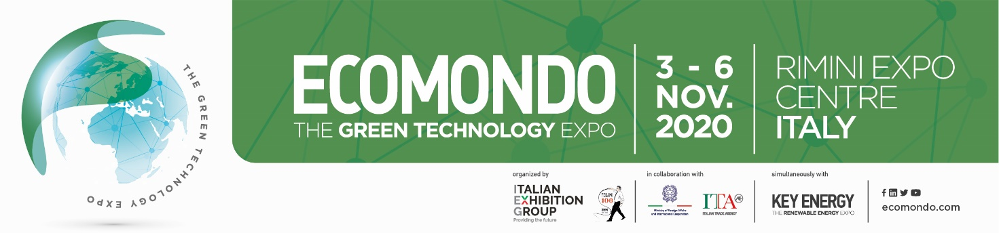 THE GREEN TECHNOLOGY EXPO
ECOMONDO
THE GREEN TECHNOLOGY EXPO
3 - 6
NOV.
2020
RIMINI EXPO
CENTRE
ITALY
organized by
ITALIAN
EXHIBITION
GROUP
Providing the future
FELLINI
100
in collaboration with
Ministry of Foreign Affairs
and International Cooperation
ITA
ITALIAN TRADE AGENCY
simultaneously with
KEY ENERGY
THE RENEWABLE ENERGY EXPO
ecomondo.com